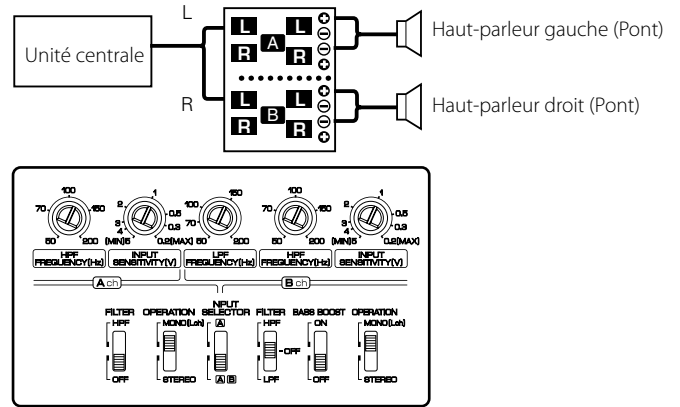 L
Unité centrale
R
L L ⊕
A ⊖
R R ⊖
⊕
L L ⊕
B ⊖
R R ⊖
⊕
Haut-parleur gauche (Pont)
Haut-parleur droit (Pont)
100 1 100 150 100 1
70 150 2 0.5 70 150 2 0.5
3 0.3 3 0.3
4 4
50 200 (MIN)5 0.2(MAX) 50 200 (MIN)5 0.2(MAX)
HPF INPUT LPF HPF INPUT
FREQUENCY(Hz) SENSITIVITY(V) FREQUENCY(Hz) FREQUENCY(Hz) SENSITIVITY(V)
A ch B ch
INPUT
FILTER OPERATION SELECTOR FILTER BASS BOOST OPERATION
HPF MONO(Lch) A HPF ON MONO(Lch)
OFF
OFF STEREO A B LPF OFF STEREO